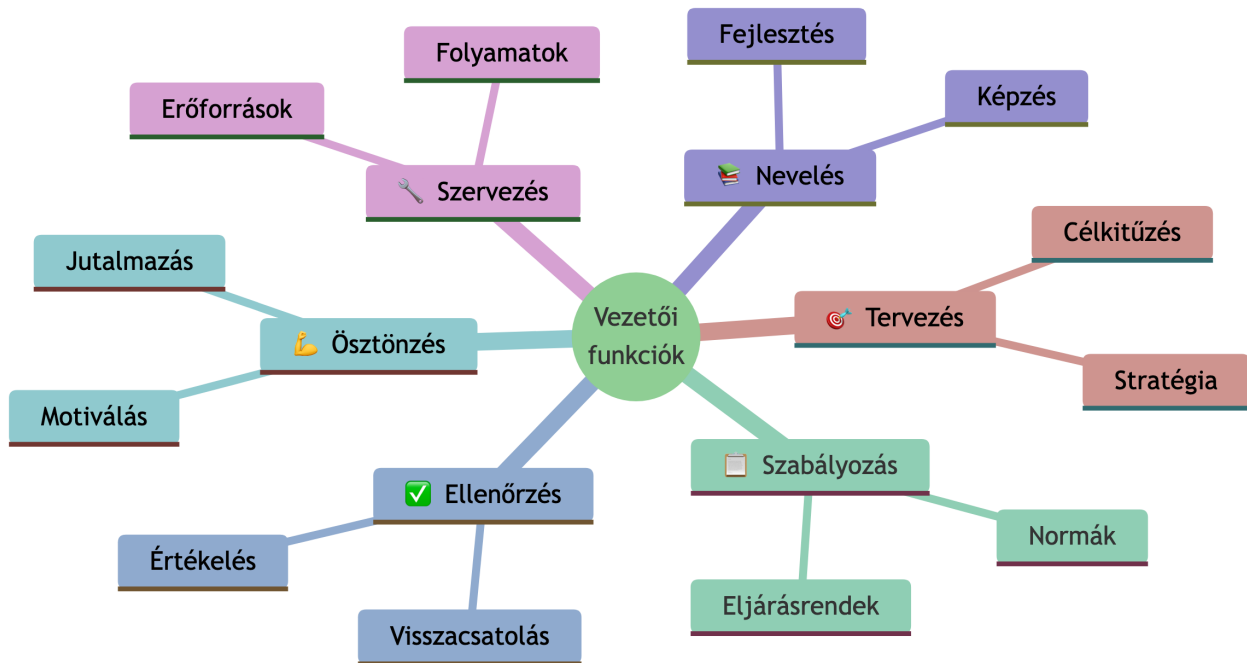 Folyamatok
Erőforrások
🔧 Szervezés
Fejlesztés
Képzés
📚 Nevelés
Célkitűzés
🎯 Tervezés
Stratégia
Jutalmazás
💪 Ösztönzés
Motiválás
Vezetői
funkciók
✅ Ellenőrzés
Értékelés
Visszacsatolás
📋 Szabályozás
Normák
Eljárásrendek